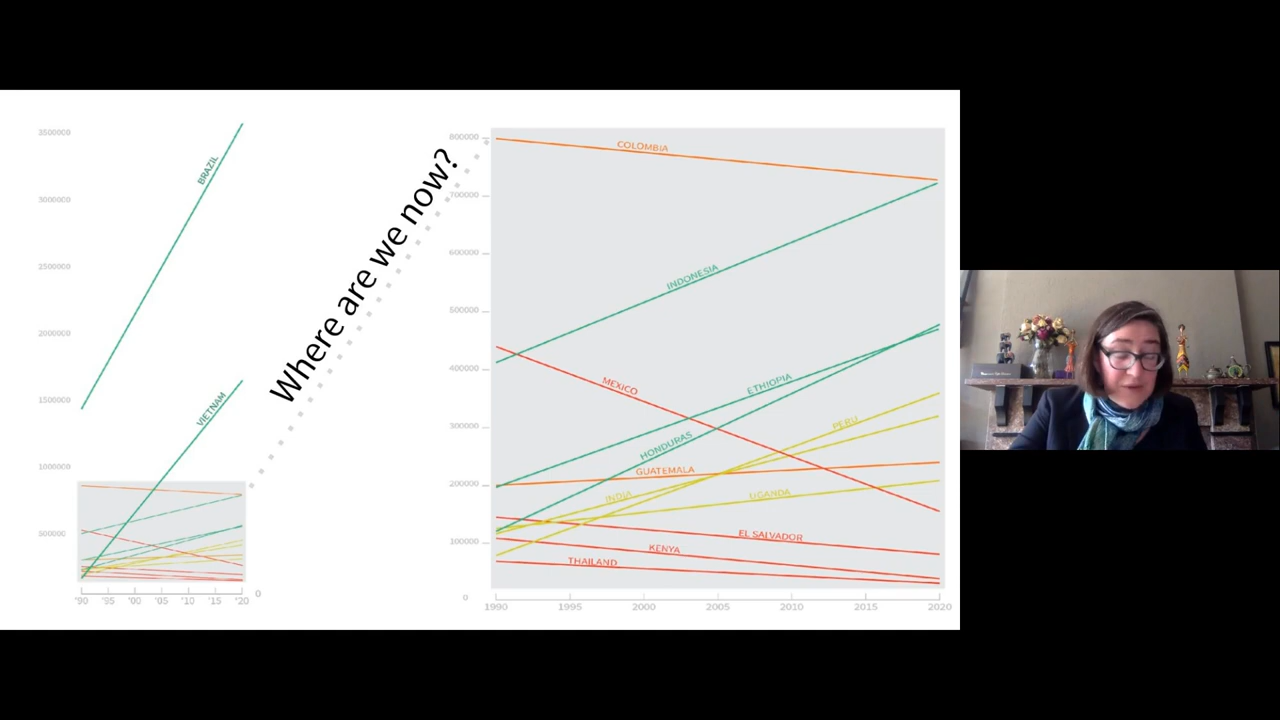 3500000
BRAZIL
3000000
2500000
2000000
1500000
VIETNAM
1000000
500000
'90 '95 '00 '05 '10 '15 '20
0
Where are we now?
800000
COLOMBIA
700000
600000
INDONESIA
500000
400000
MEXICO
ETHIOPIA
300000
PERU
HONDURAS
GUATEMALA
200000
INDIA
UGANDA
100000
EL SALVADOR
KENYA
THAILAND
0
1990 1995 2000 2005 2010 2015 2020